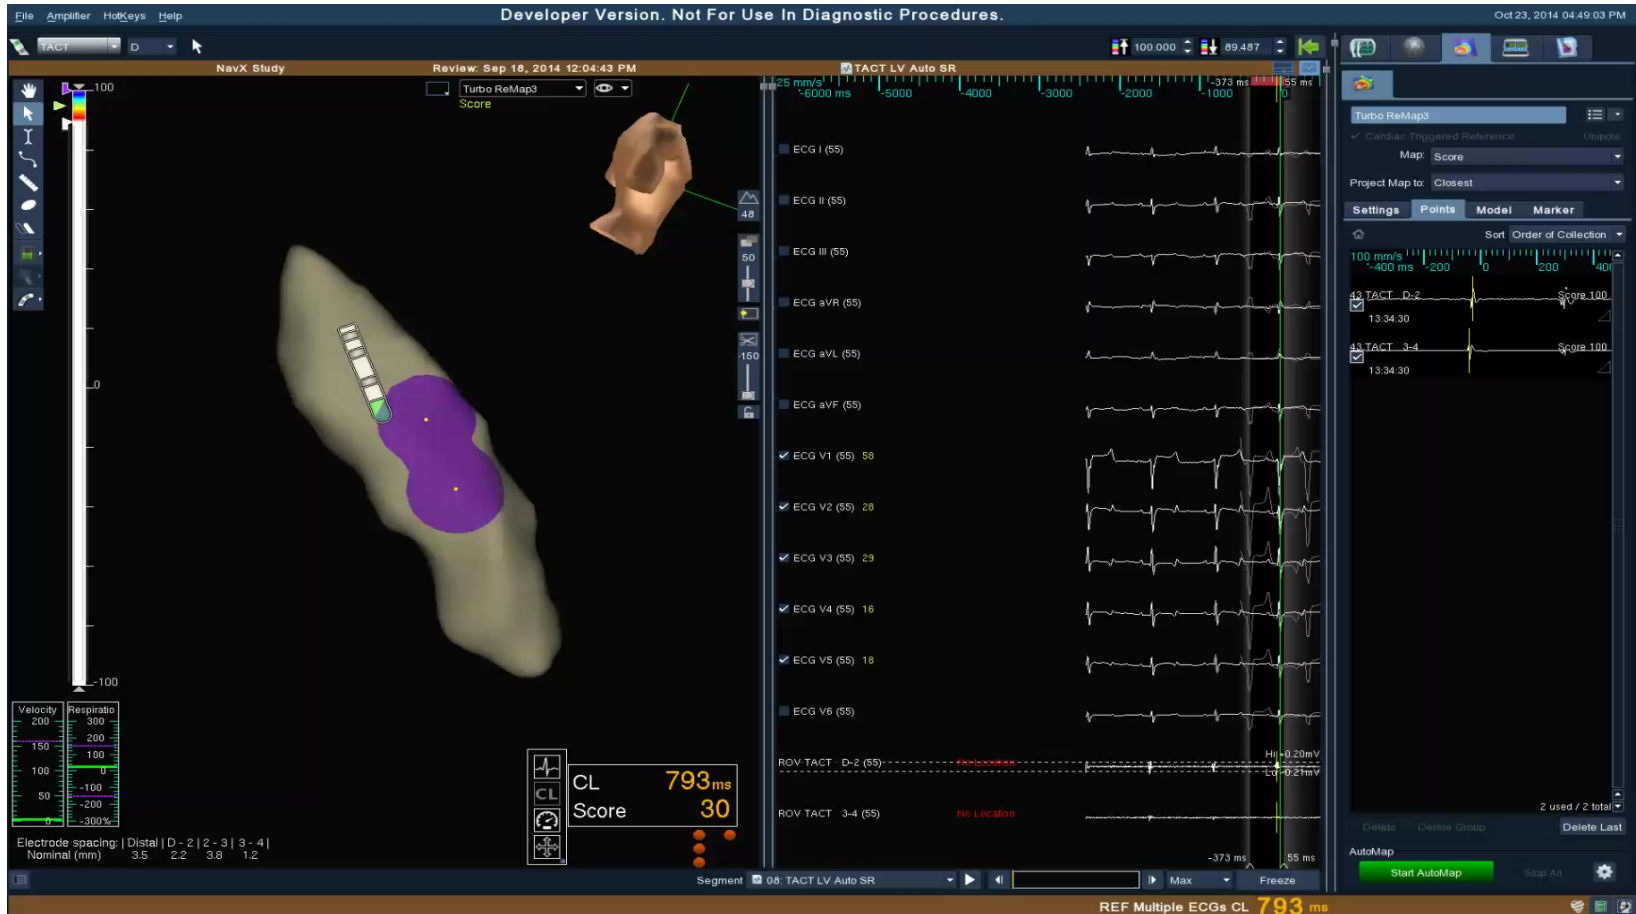 File Amplifier HotKeys Help
Developer Version. Not For Use In Diagnostic Procedures.
Oct 23, 2014 04:49:03 PM
TACT D
100.000 89.487
NavX Study Review: Sep 18, 2014 12:04:43 PM
TACT LV Auto SR
Turbo ReMap3
Score
100
0
-100
48
50
-150
25 mm/s
-6000 ms -5000 -4000 -3000 -2000 -1000 0
-373 ms 55 ms
ECG I (55)
ECG II (55)
ECG III (55)
ECG aVR (55)
ECG aVL (55)
ECG aVF (55)
ECG V1 (55) 58
ECG V2 (55) 28
ECG V3 (55) 29
ECG V4 (55) 16
ECG V5 (55) 18
ECG V6 (55)
ROV TACT D-2 (55) No Location
Hi =0.20mV
Lo -0.21mV
ROV TACT 3-4 (55) No Location
-373 ms 55 ms
Velocity
200
150
100
50
0
Respiratio
300
200
100
0
-100
-200
-300%
CL 793 ms
CL
Score 30
Electrode spacing: | Distal | D - 2 | 2 - 3 | 3 - 4 |
Nominal (mm) 3.5 2.2 3.8 1.2
Segment 08: TACT LV Auto SR
Max Freeze
REF Multiple ECGs CL 793 ms
Turbo ReMap3
Cardiac Triggered Reference Unipole
Map: Score
Project Map to: Closest
Settings Points Model Marker
Sort Order of Collection
100 mm/s
-400 ms -200 0 200 400
43 TACT D-2 Score 100
13:34:30
43 TACT 3-4 Score 100
13:34:30
2 used / 2 total
Delete Delete Group Delete Last
AutoMap
Start AutoMap Stop All